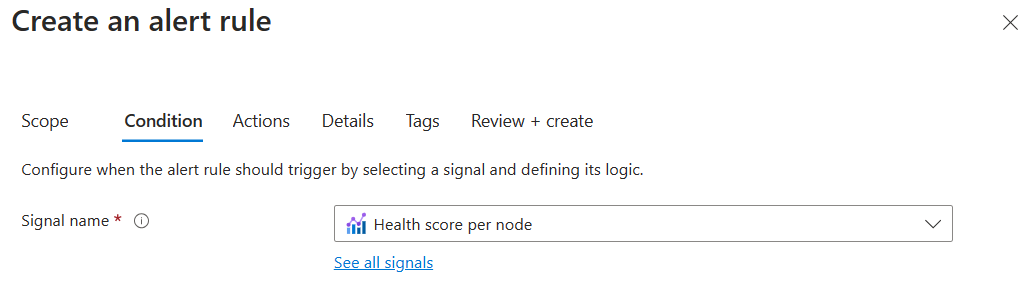 Create an alert rule
Scope Condition Actions Details Tags Review + create
Configure when the alert rule should trigger by selecting a signal and defining its logic.
Signal name * Health score per node
See all signals